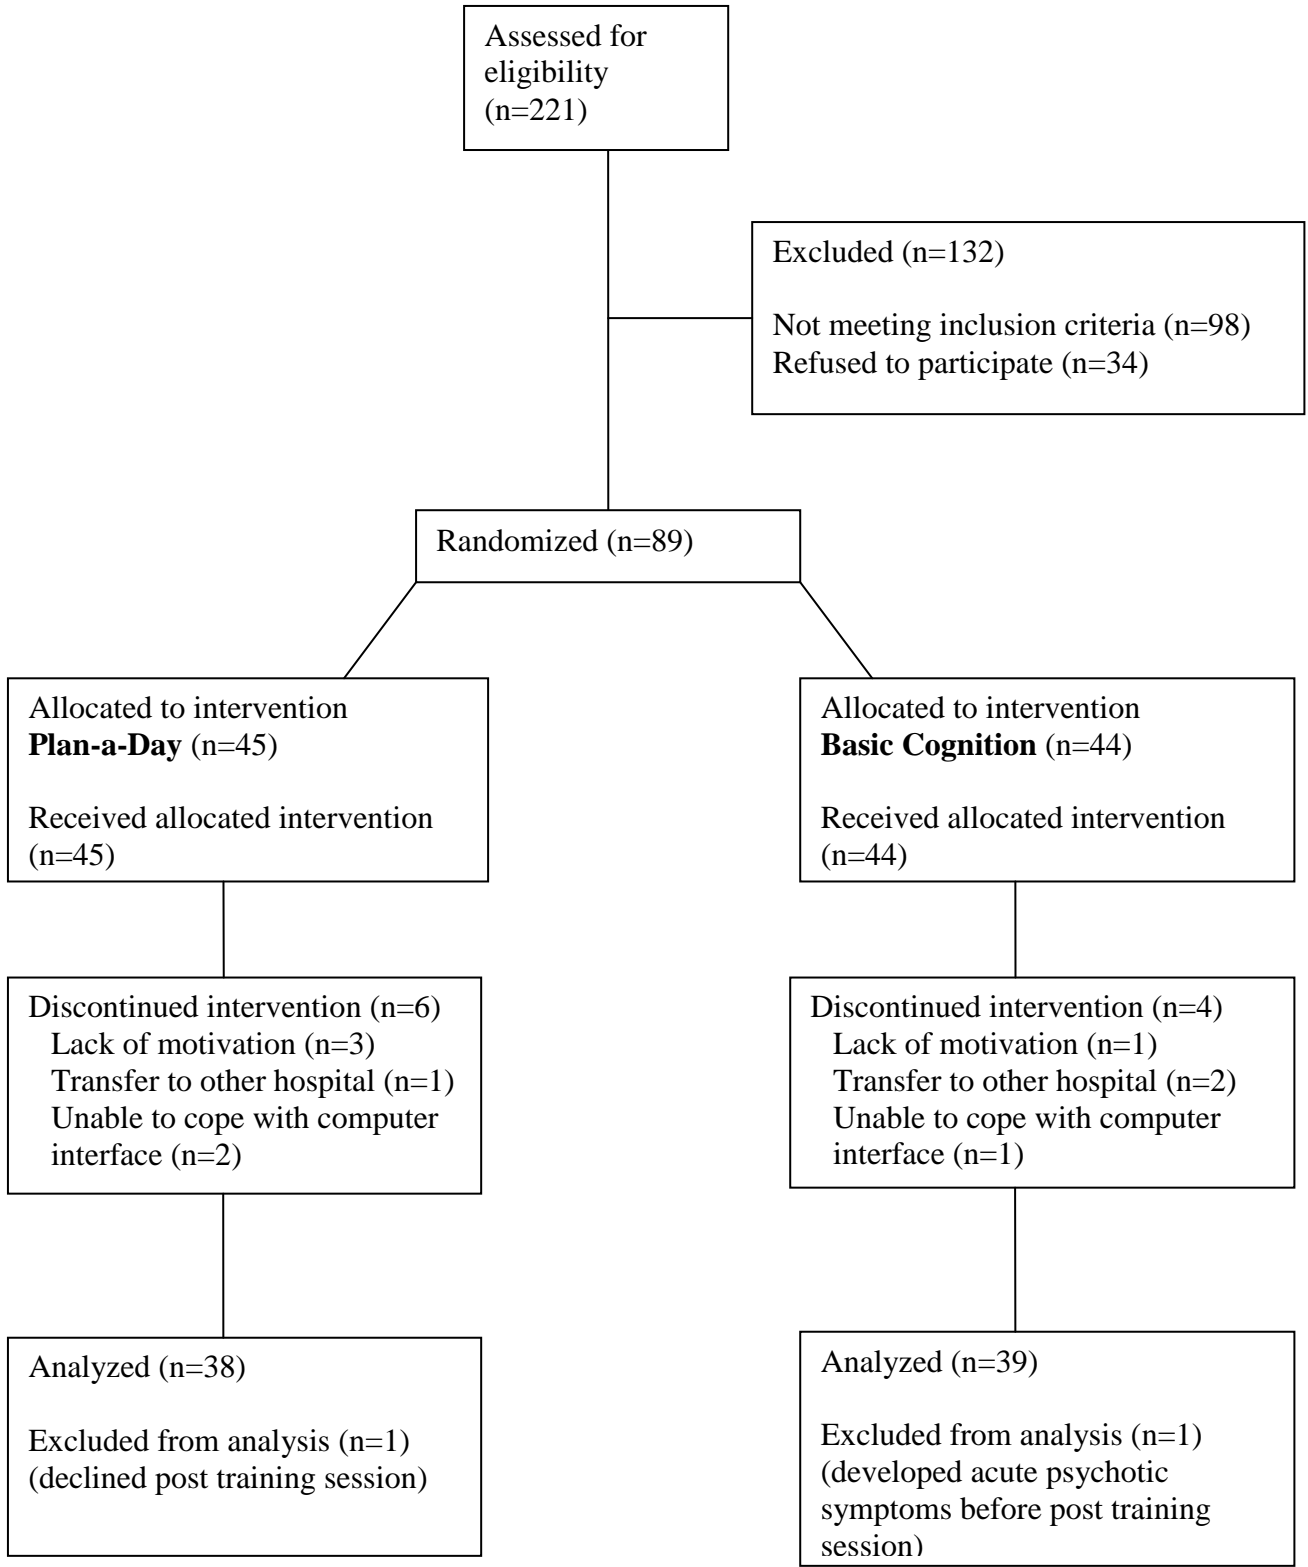 Assessed for
eligibility
(n=221)
Excluded (n=132)
Not meeting inclusion criteria (n=98)
Refused to participate (n=34)
Randomized (n=89)
Allocated to intervention
Plan-a-Day (n=45)
Received allocated intervention
(n=45)
Allocated to intervention
Basic Cognition (n=44)
Received allocated intervention
(n=44)
Discontinued intervention (n=6)
Lack of motivation (n=3)
Transfer to other hospital (n=1)
Unable to cope with computer
interface (n=2)
Discontinued intervention (n=4)
Lack of motivation (n=1)
Transfer to other hospital (n=2)
Unable to cope with computer
interface (n=1)
Analyzed (n=38)
Excluded from analysis (n=1)
(declined post training session)
Analyzed (n=39)
Excluded from analysis (n=1)
(developed acute psychotic
symptoms before post training
session)